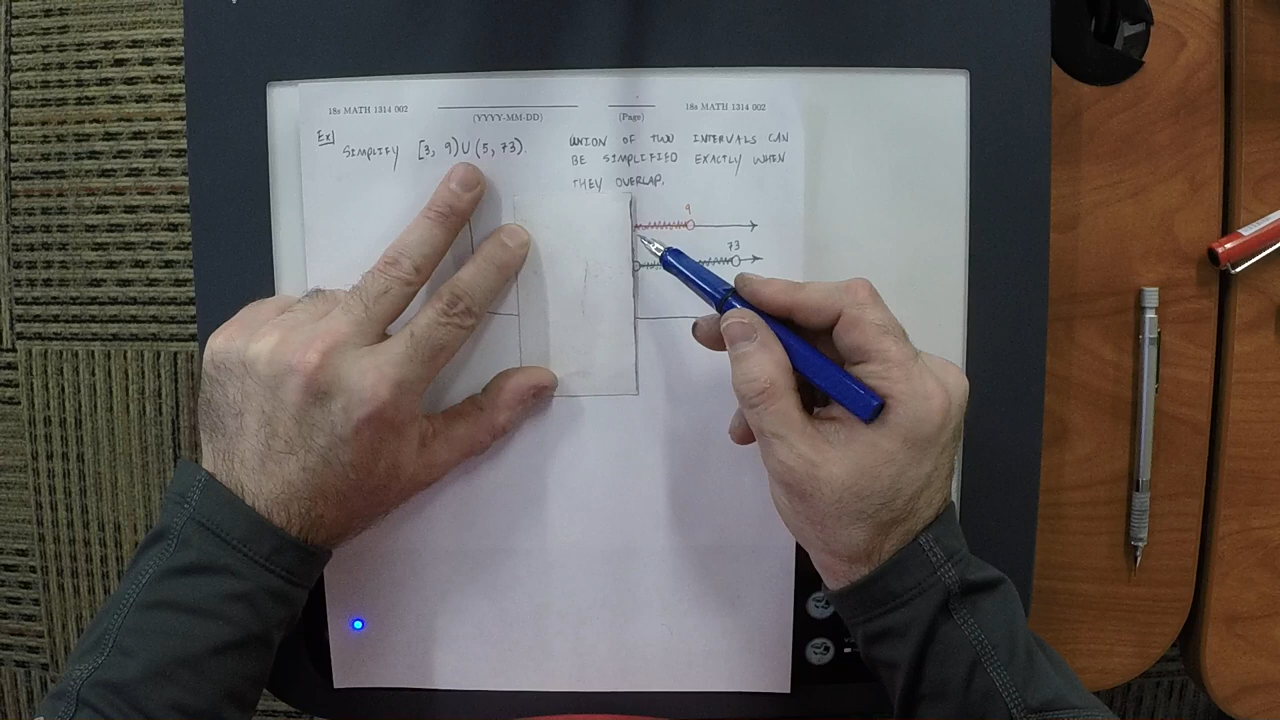 18s MATH 1314 002
(YYYY-MM-DD)
(Page)
18s MATH 1314 002
Ex]
SIMPLIFY [3, 9)∪(5, 73).
UNION OF TWO INTERVALS CAN
BE SIMPLIFIED EXACTLY WHEN
THEY OVERLAP.
9
73